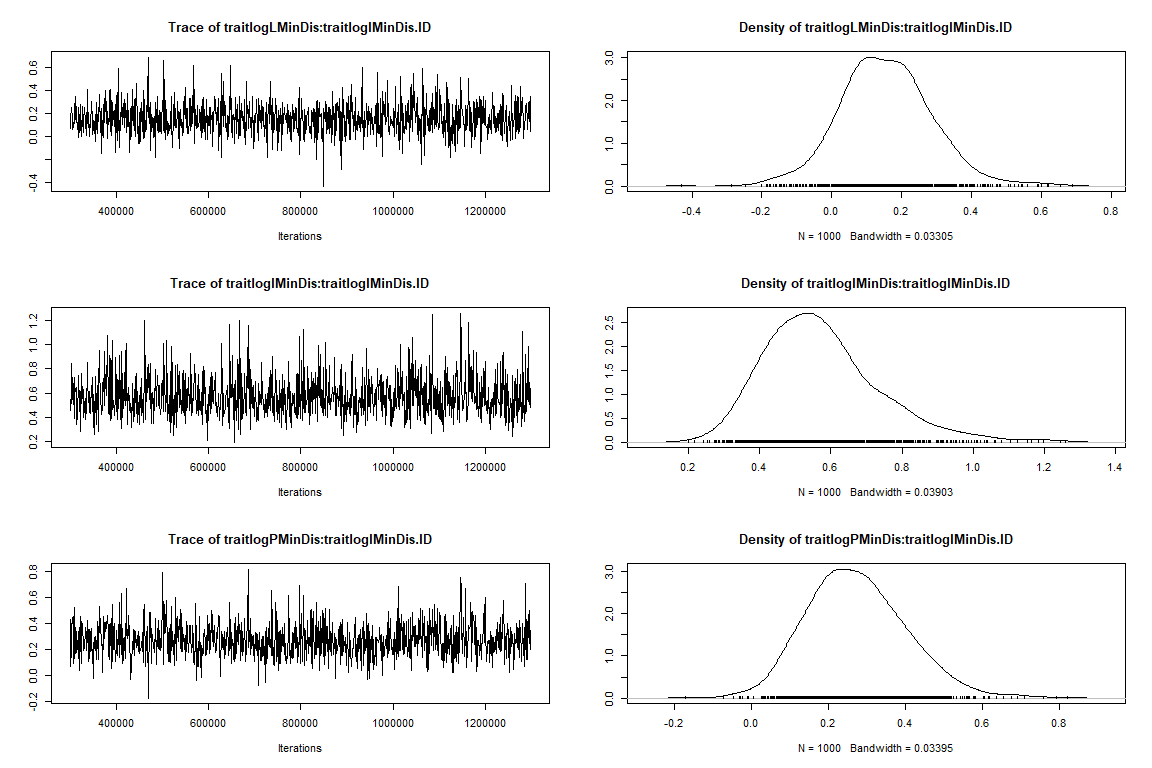 Trace of traitlogLMinDis:traitlogIMinDis.ID
Density of traitlogLMinDis:traitlogIMinDis.ID
-0.4 0.0 0.2 0.4 0.6
0.0 1.0 2.0 3.0
400000 600000 800000 1000000 1200000
-0.4 -0.2 0.0 0.2 0.4 0.6 0.8
Iterations
N = 1000 Bandwidth = 0.03305
Trace of traitlogIMinDis:traitlogIMinDis.ID
Density of traitlogIMinDis:traitlogIMinDis.ID
0.2 0.4 0.6 0.8 1.0 1.2
0.0 0.5 1.0 1.5 2.0 2.5
400000 600000 800000 1000000 1200000
0.2 0.4 0.6 0.8 1.0 1.2 1.4
Iterations
N = 1000 Bandwidth = 0.03903
Trace of traitlogPMinDis:traitlogIMinDis.ID
Density of traitlogPMinDis:traitlogIMinDis.ID
-0.2 0.0 0.2 0.4 0.6 0.8
0.0 1.0 2.0 3.0
400000 600000 800000 1000000 1200000
-0.2 0.0 0.2 0.4 0.6 0.8
Iterations
N = 1000 Bandwidth = 0.03395